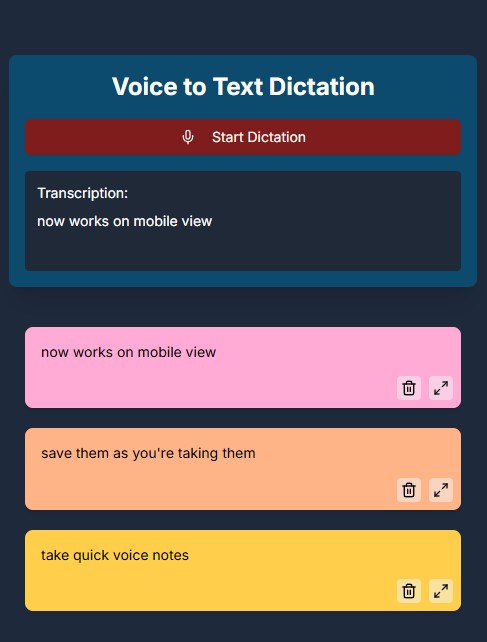 Voice to Text Dictation
Start Dictation
Transcription:
now works on mobile view
now works on mobile view
save them as you're taking them
take quick voice notes